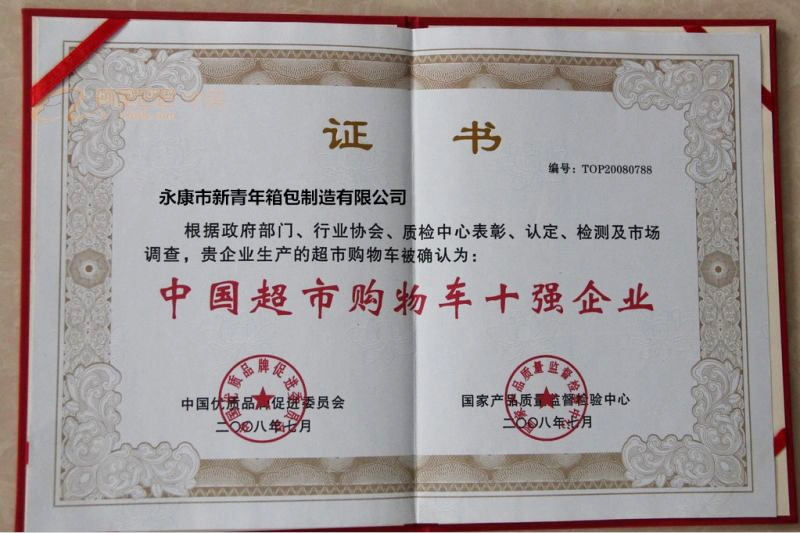 证 书
编号：TOP20080788
永康市新青年箱包制造有限公司
根据政府部门、行业协会、质检中心表彰、认定、检测及市场
调查，贵企业生产的超市购物车被确认为：
中国超市购物车十强企业
中国优质品牌促进委员会
二〇〇八年七月
国家产品质量监督检验中心
二〇〇八年七月